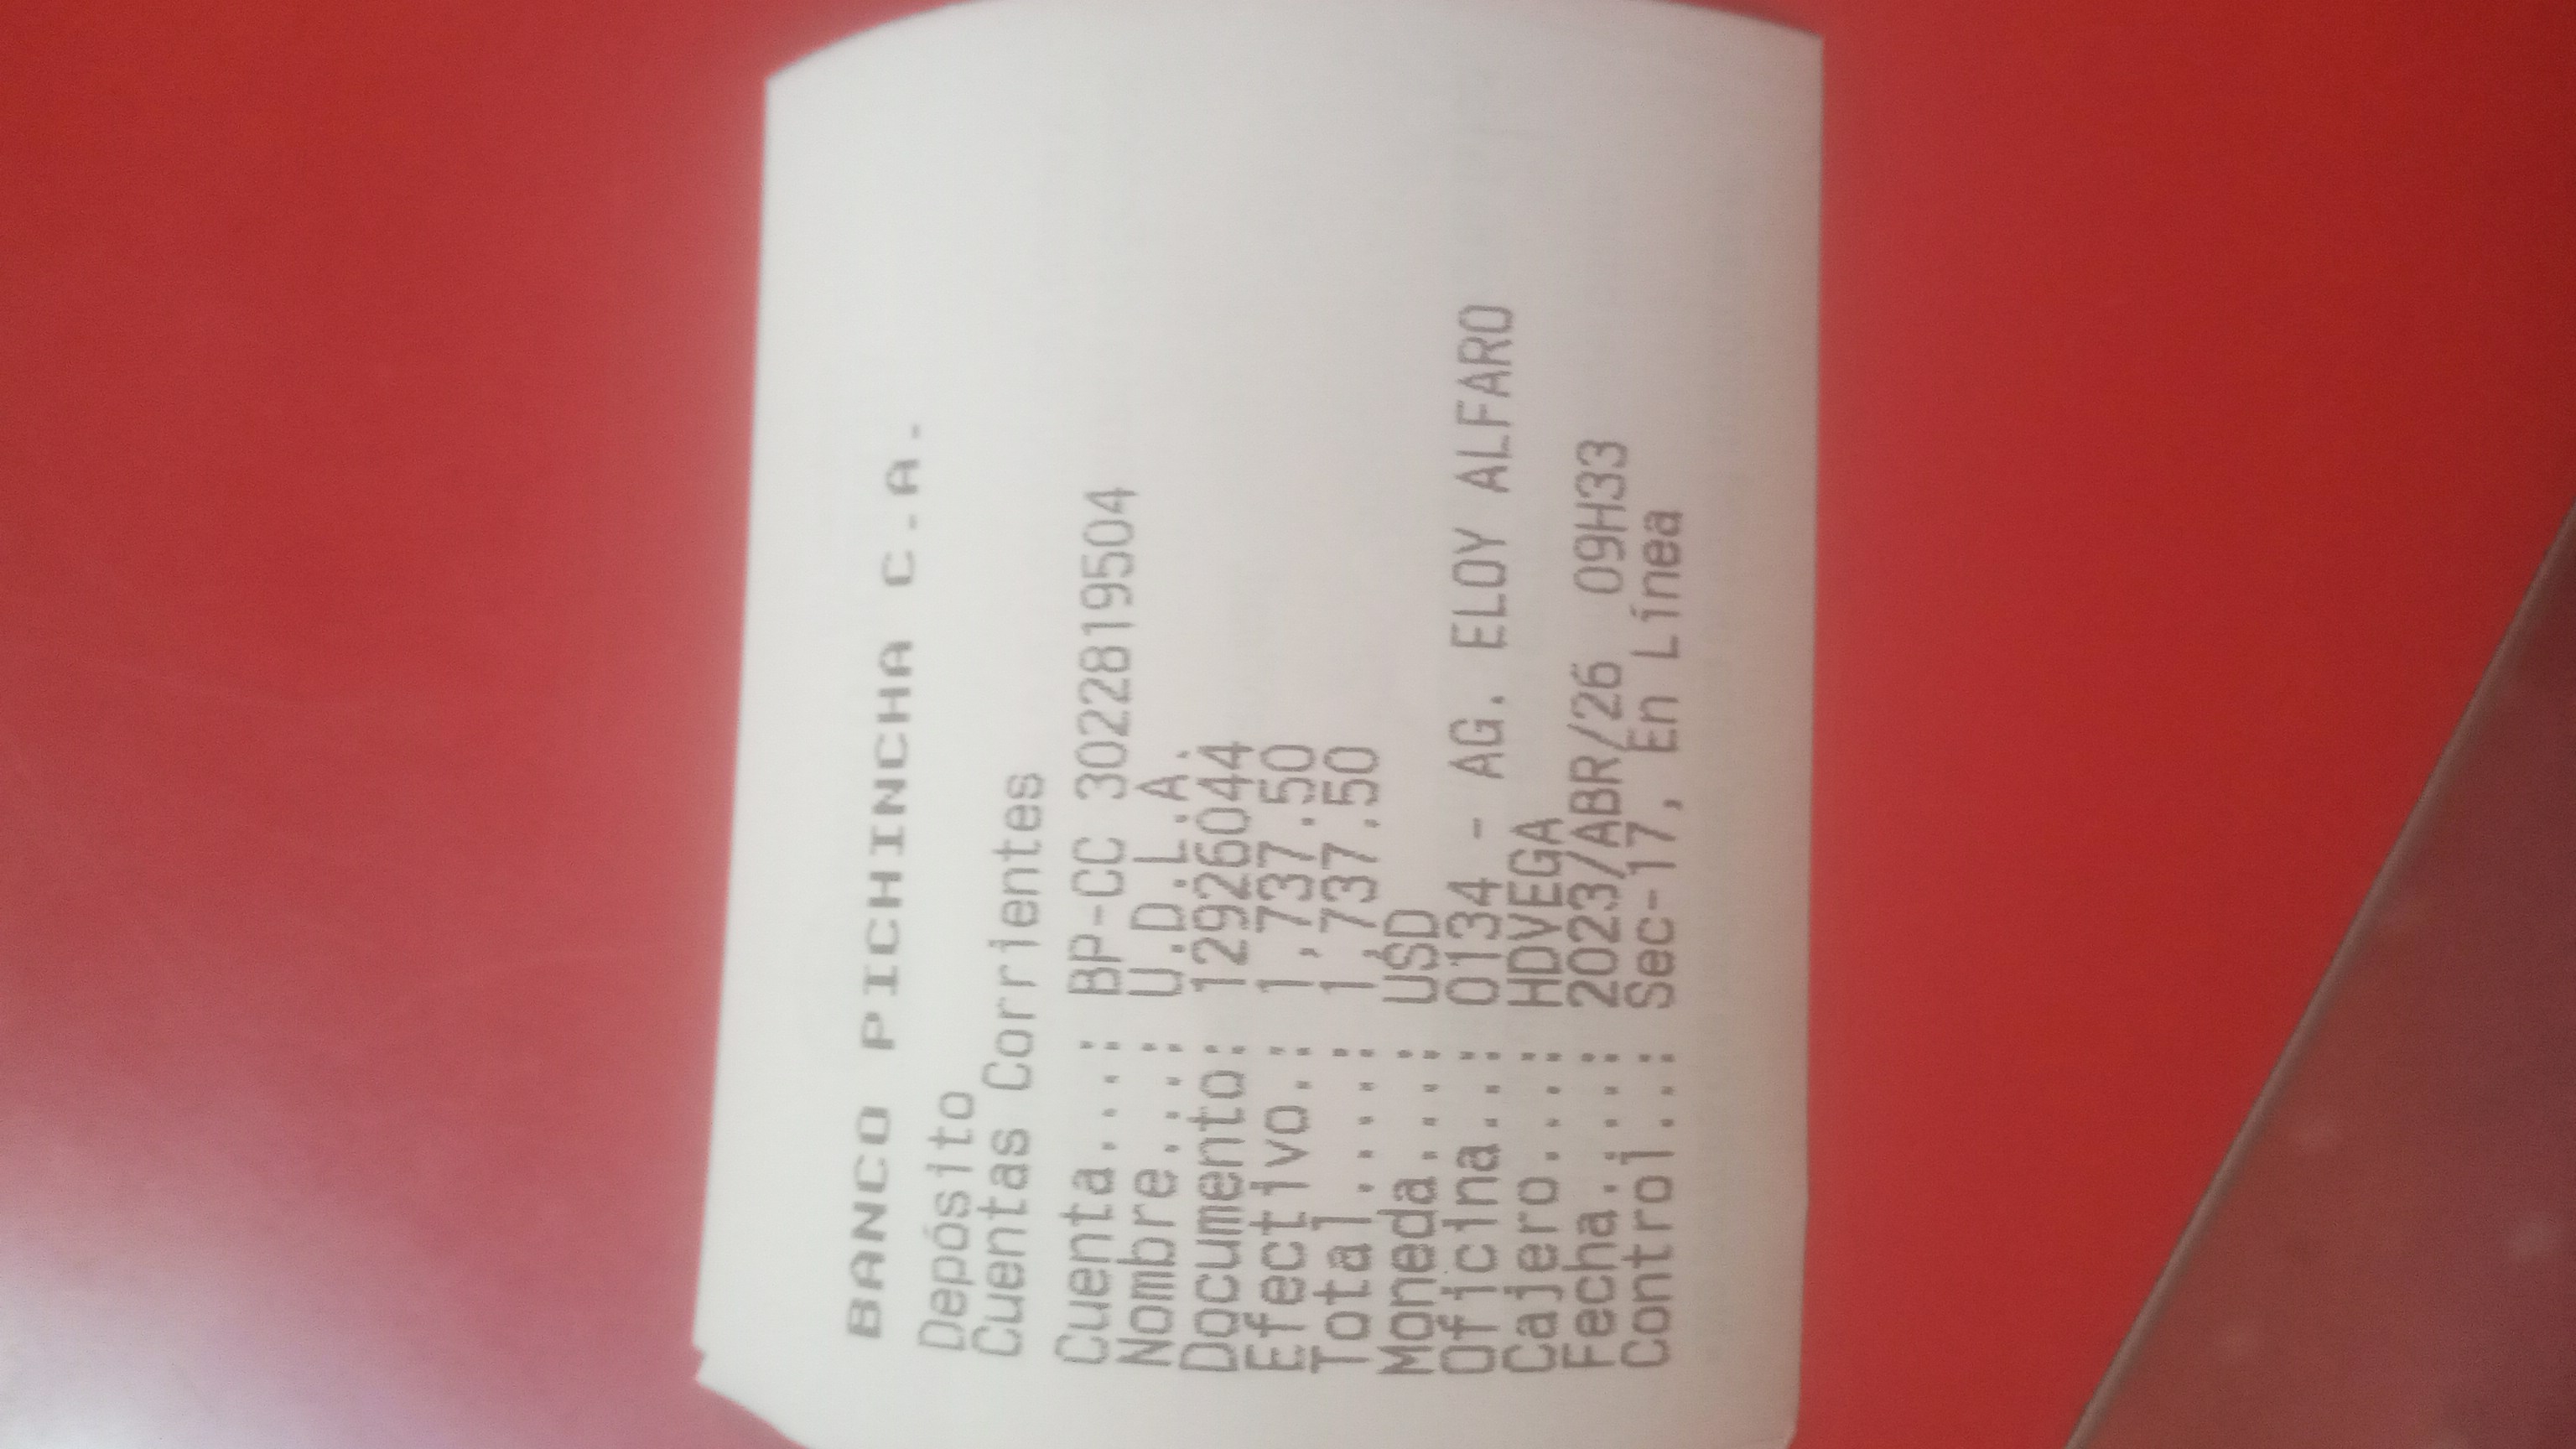 BANCO PICHINCHA C.A.
Depósito
Cuentas Corrientes
Cuenta....: BP-CC 3022819504
Nombre....: U.D.L.A.
Documento: 12926044
Efectivo.: 1,737.50
Total ....: 1,737.50
Moneda....: USD
Oficina..: 0134 - AG. ELOY ALFARO
Cajero...: HDVEGA
Fecha....: 2023/ABR/26 09H33
Control..: Sec-17, En Línea